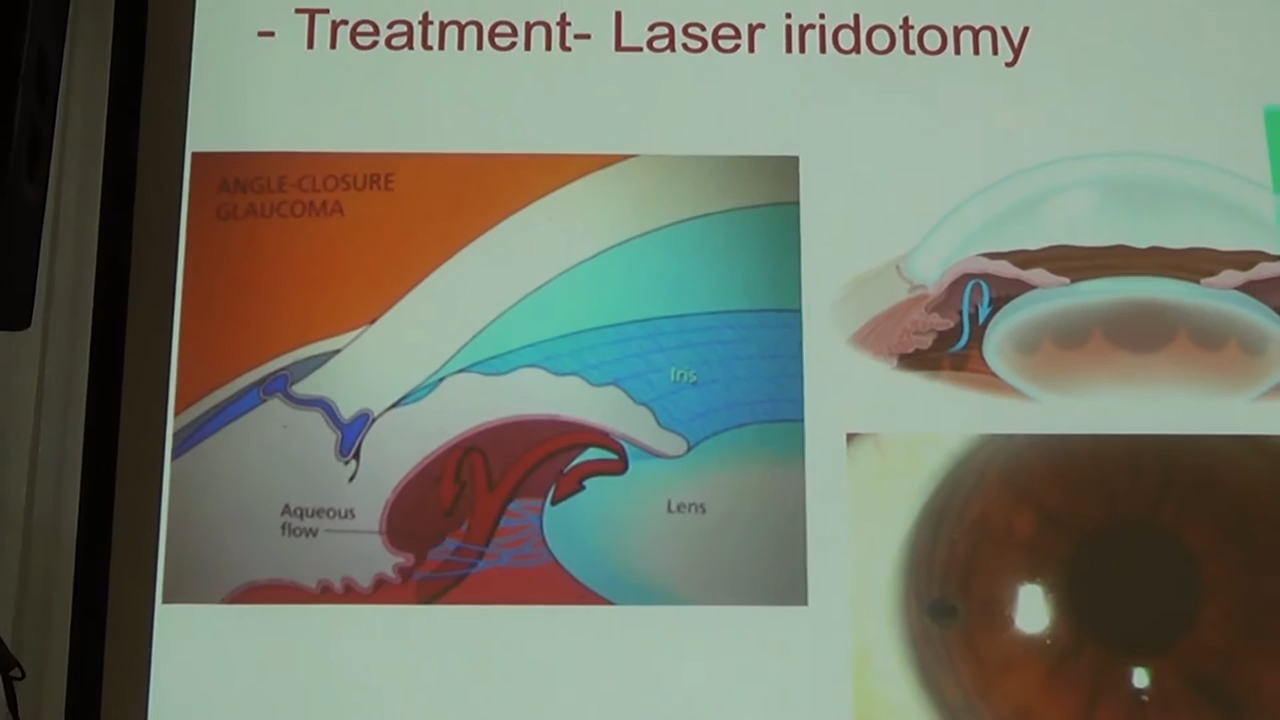 - Treatment- Laser iridotomy
ANGLE-CLOSURE
GLAUCOMA
Iris
Aqueous
flow
Lens